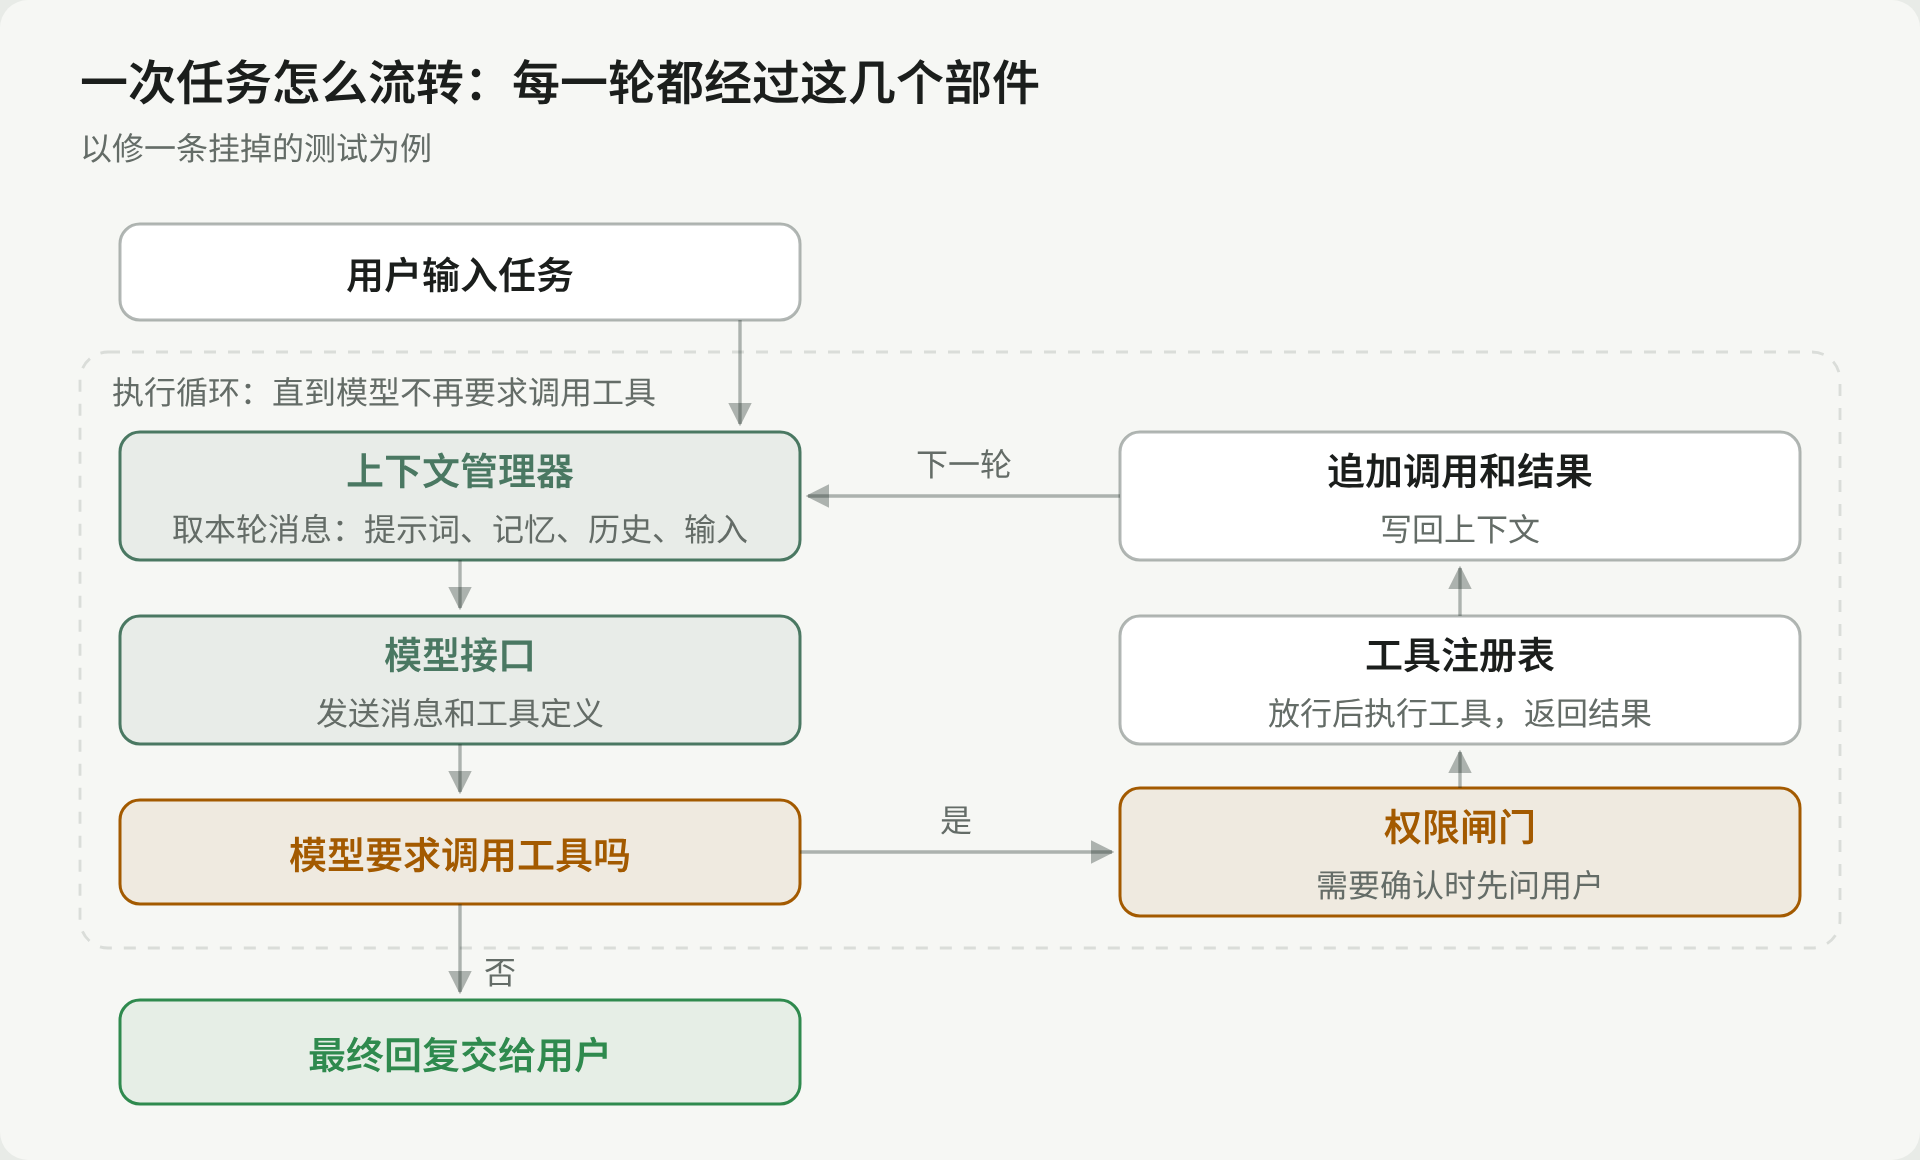 一次任务怎么流转：每一轮都经过这几个部件
以修一条挂掉的测试为例
用户输入任务
执行循环：直到模型不再要求调用工具
上下文管理器
取本轮消息：提示词、记忆、历史、输入
下一轮
追加调用和结果
写回上下文
模型接口
发送消息和工具定义
工具注册表
放行后执行工具，返回结果
模型要求调用工具吗
是
权限闸门
需要确认时先问用户
否
最终回复交给用户